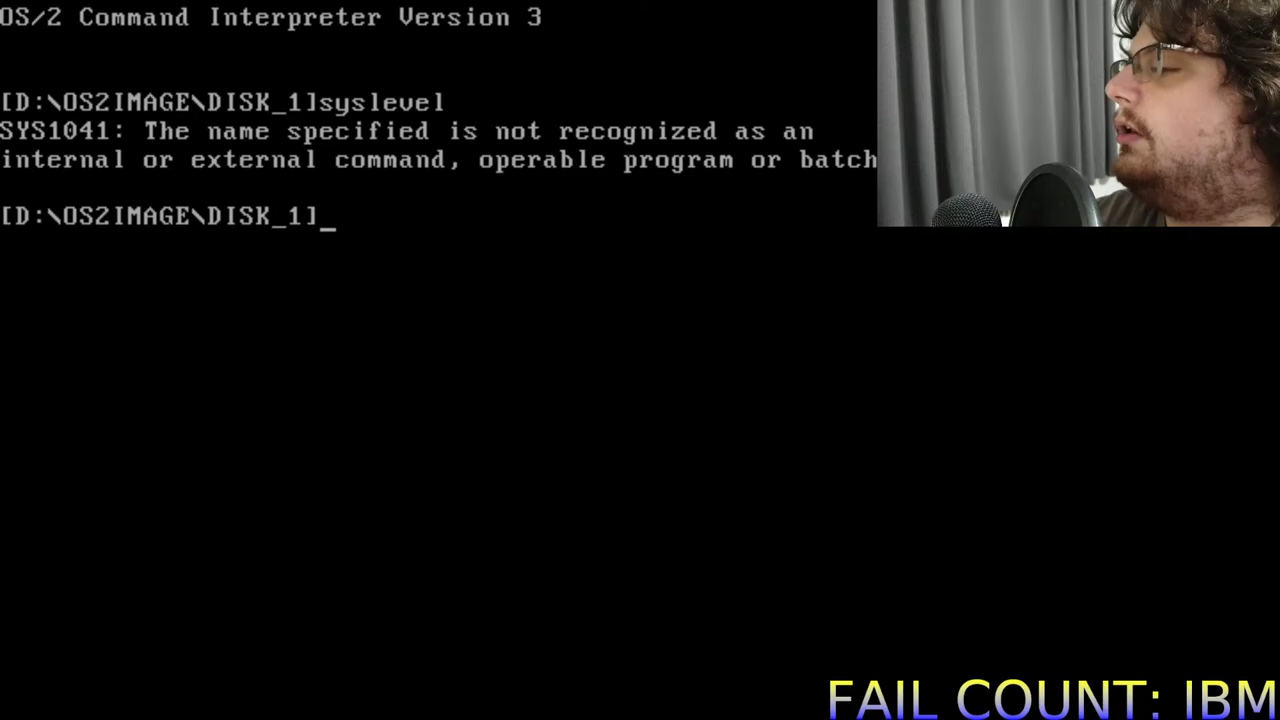 OS/2 Command Interpreter Version 3
[D:\OS2IMAGE\DISK_1]syslevel
SYS1041: The name specified is not recognized as an
internal or external command, operable program or batch
[D:\OS2IMAGE\DISK_1]_
FAIL COUNT: IBM